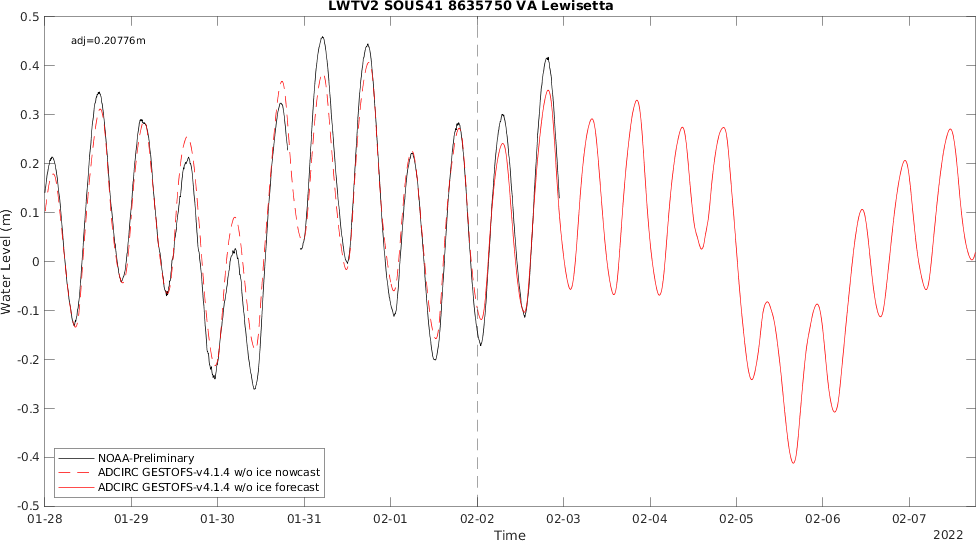 LWTV2 SOUS41 8635750 VA Lewisetta
adj=0.20776m
0.5
0.4
0.3
0.2
0.1
0
-0.1
-0.2
-0.3
-0.4
-0.5
Water Level (m)
NOAA-Preliminary
ADCIRC GESTOFS-v4.1.4 w/o ice nowcast
ADCIRC GESTOFS-v4.1.4 w/o ice forecast
01-28 01-29 01-30 01-31 02-01 02-02 02-03 02-04 02-05 02-06 02-07
Time
2022